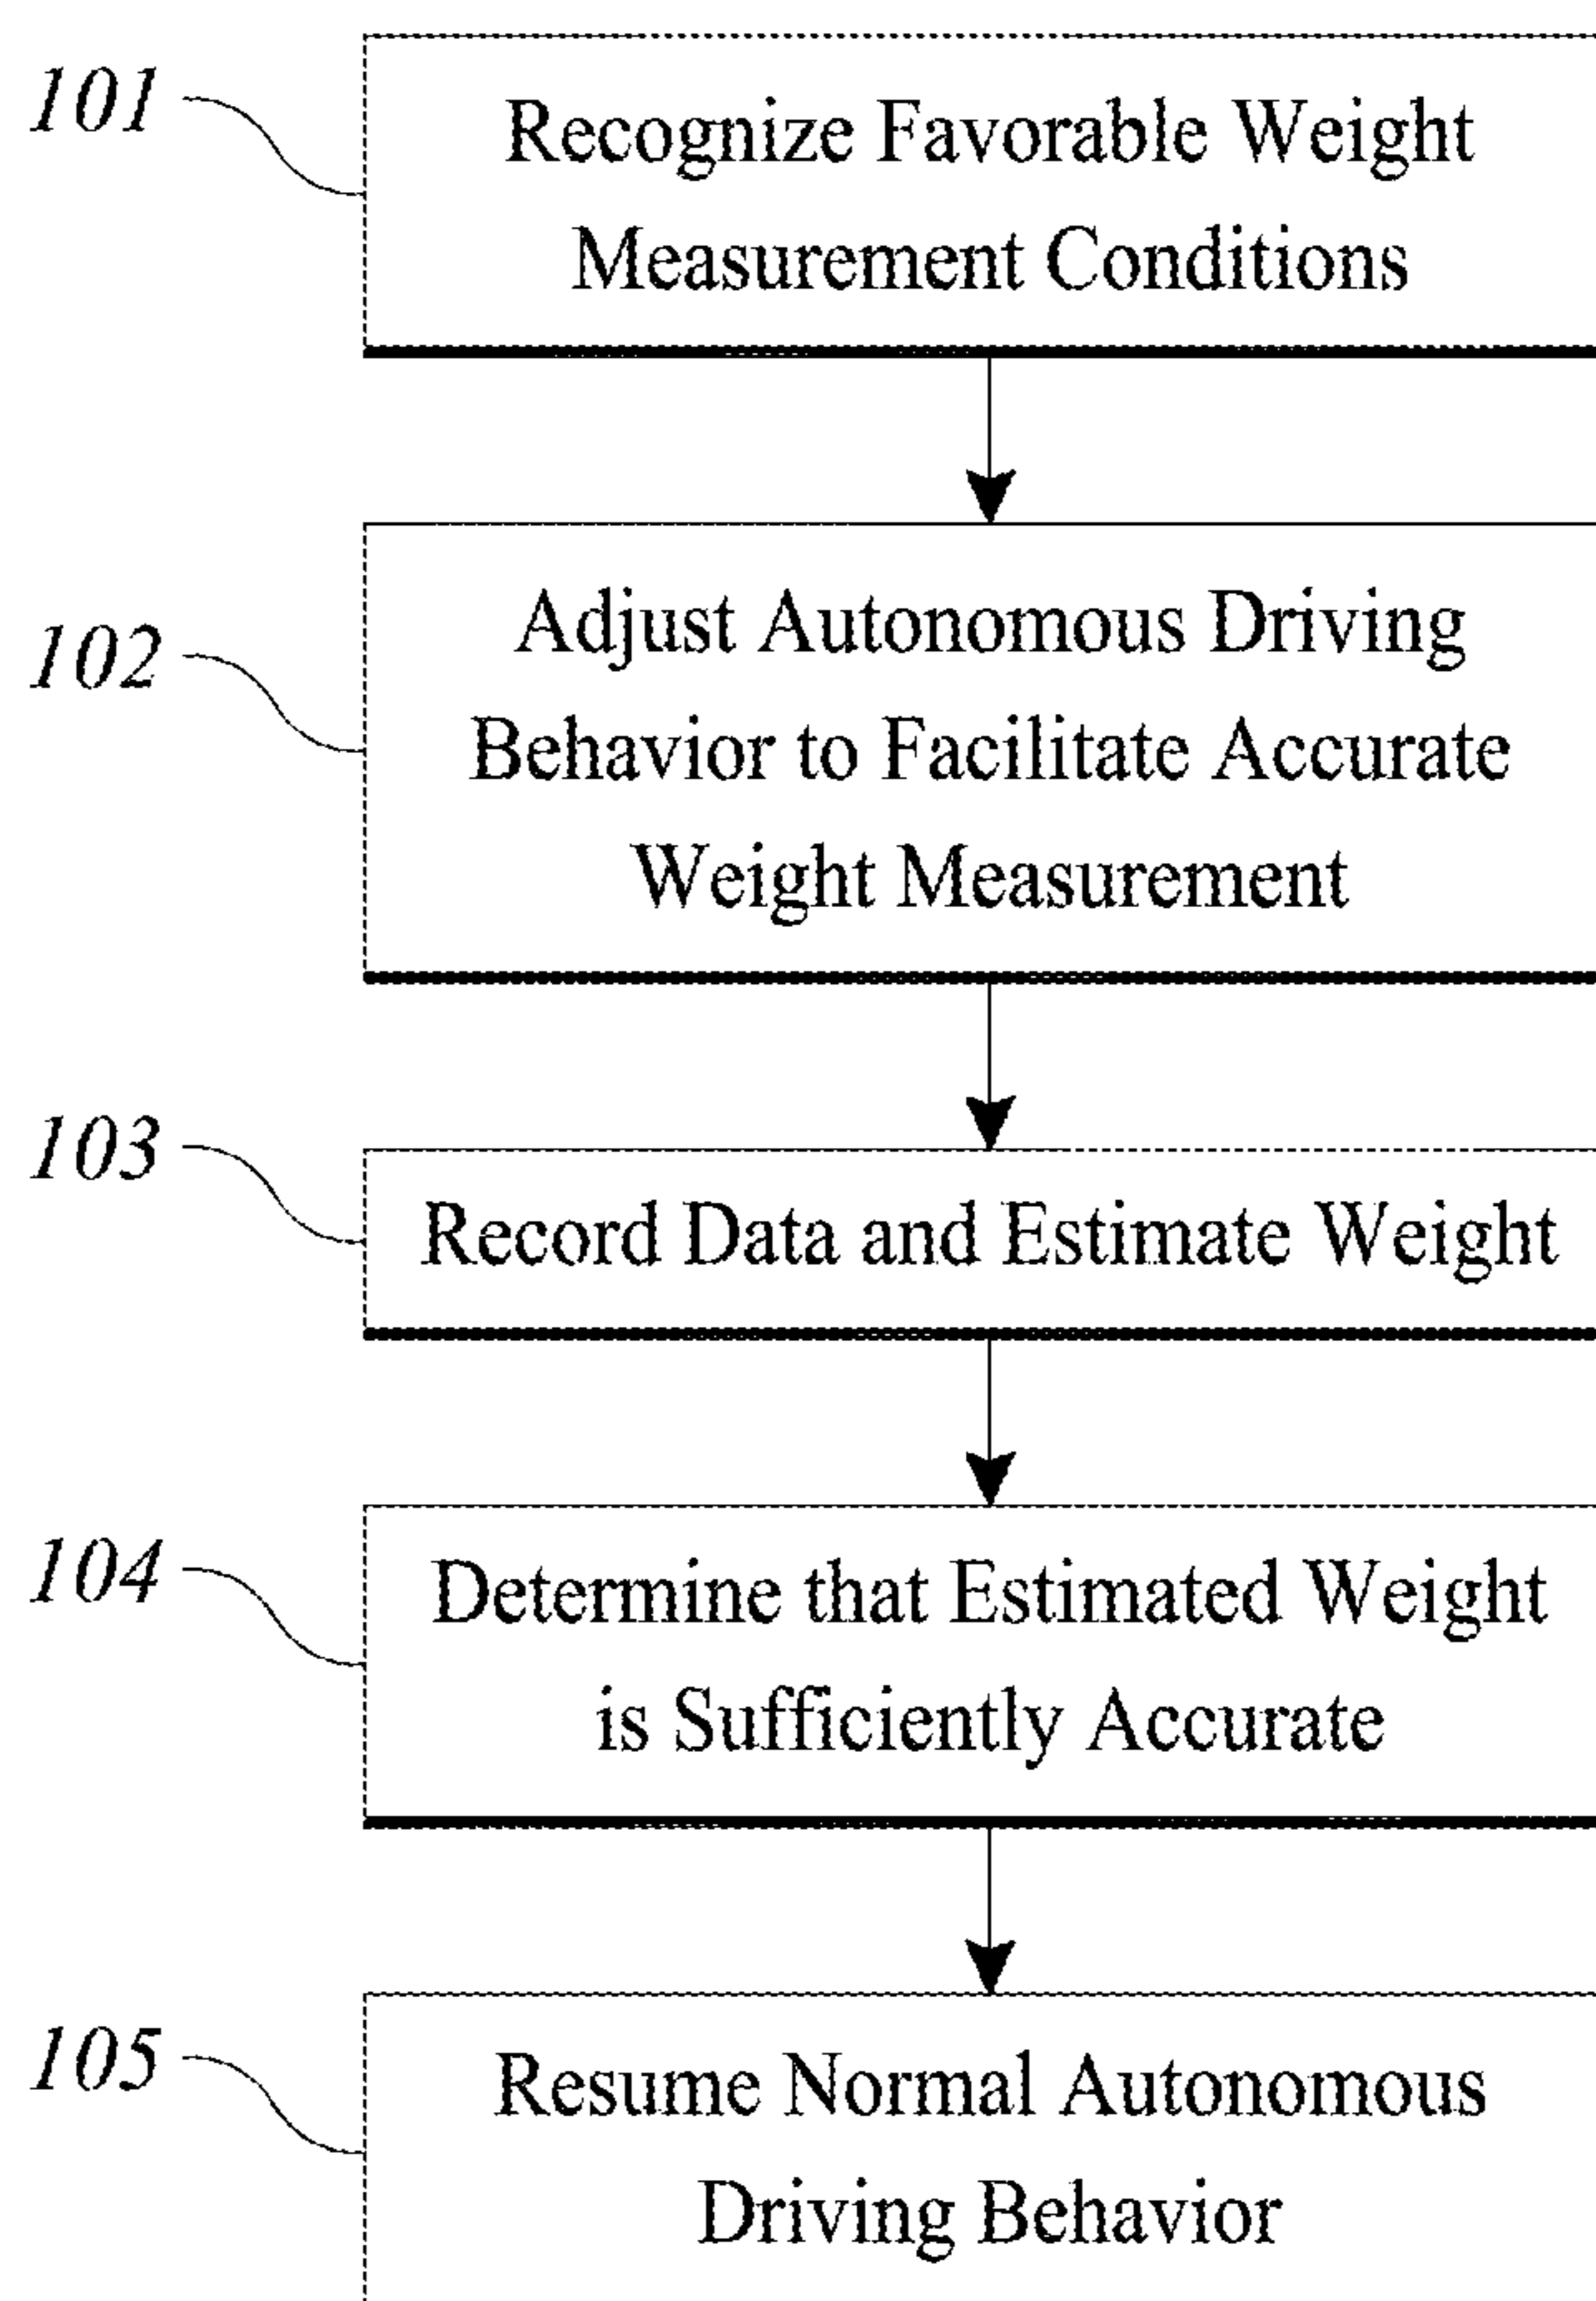 101
Recognize Favorable Weight
Measurement Conditions
102
Adjust Autonomous Driving
Behavior to Facilitate Accurate
Weight Measurement
103
Record Data and Estimate Weight
104
Determine that Estimated Weight
is Sufficiently Accurate
105
Resume Normal Autonomous
Driving Behavior